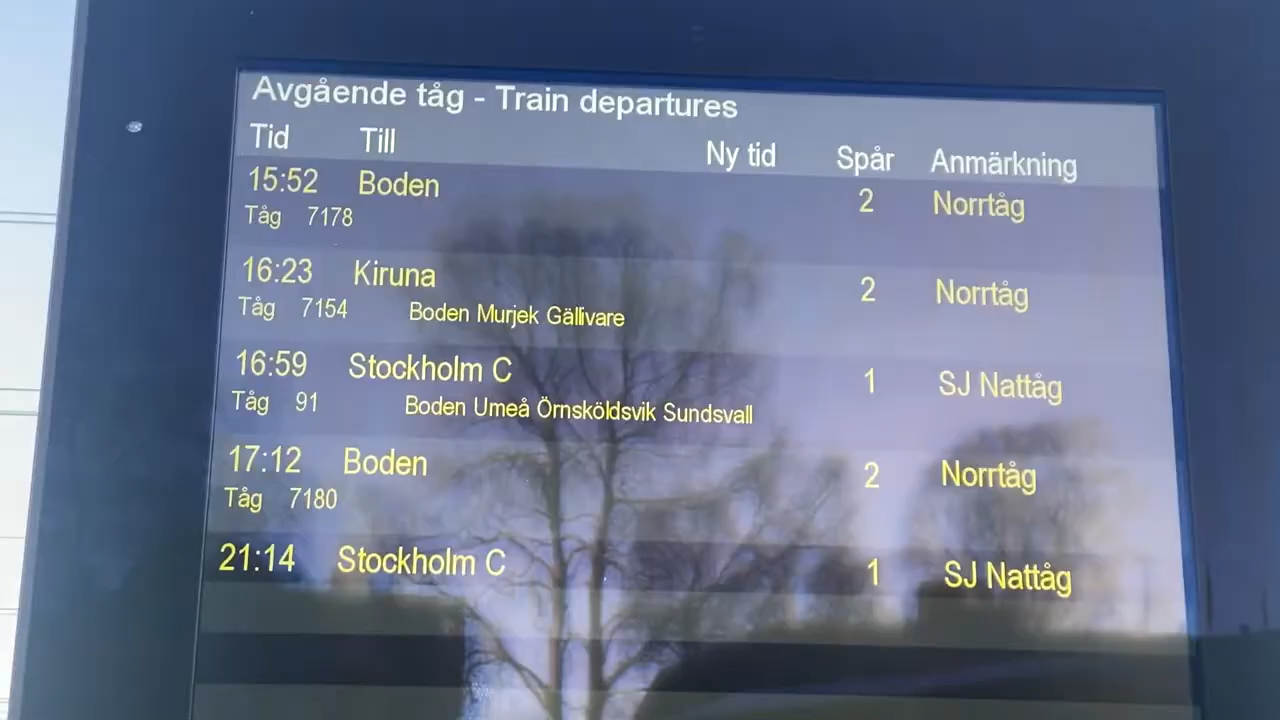 Avgående tåg - Train departures
Tid Till Ny tid Spår Anmärkning
15:52 Boden 2 Norrtåg
Tåg 7178
16:23 Kiruna 2 Norrtåg
Tåg 7154 Boden Murjek Gällivare
16:59 Stockholm C 1 SJ Nattåg
Tåg 91 Boden Umeå Örnsköldsvik Sundsvall
17:12 Boden 2 Norrtåg
Tåg 7180
21:14 Stockholm C 1 SJ Nattåg